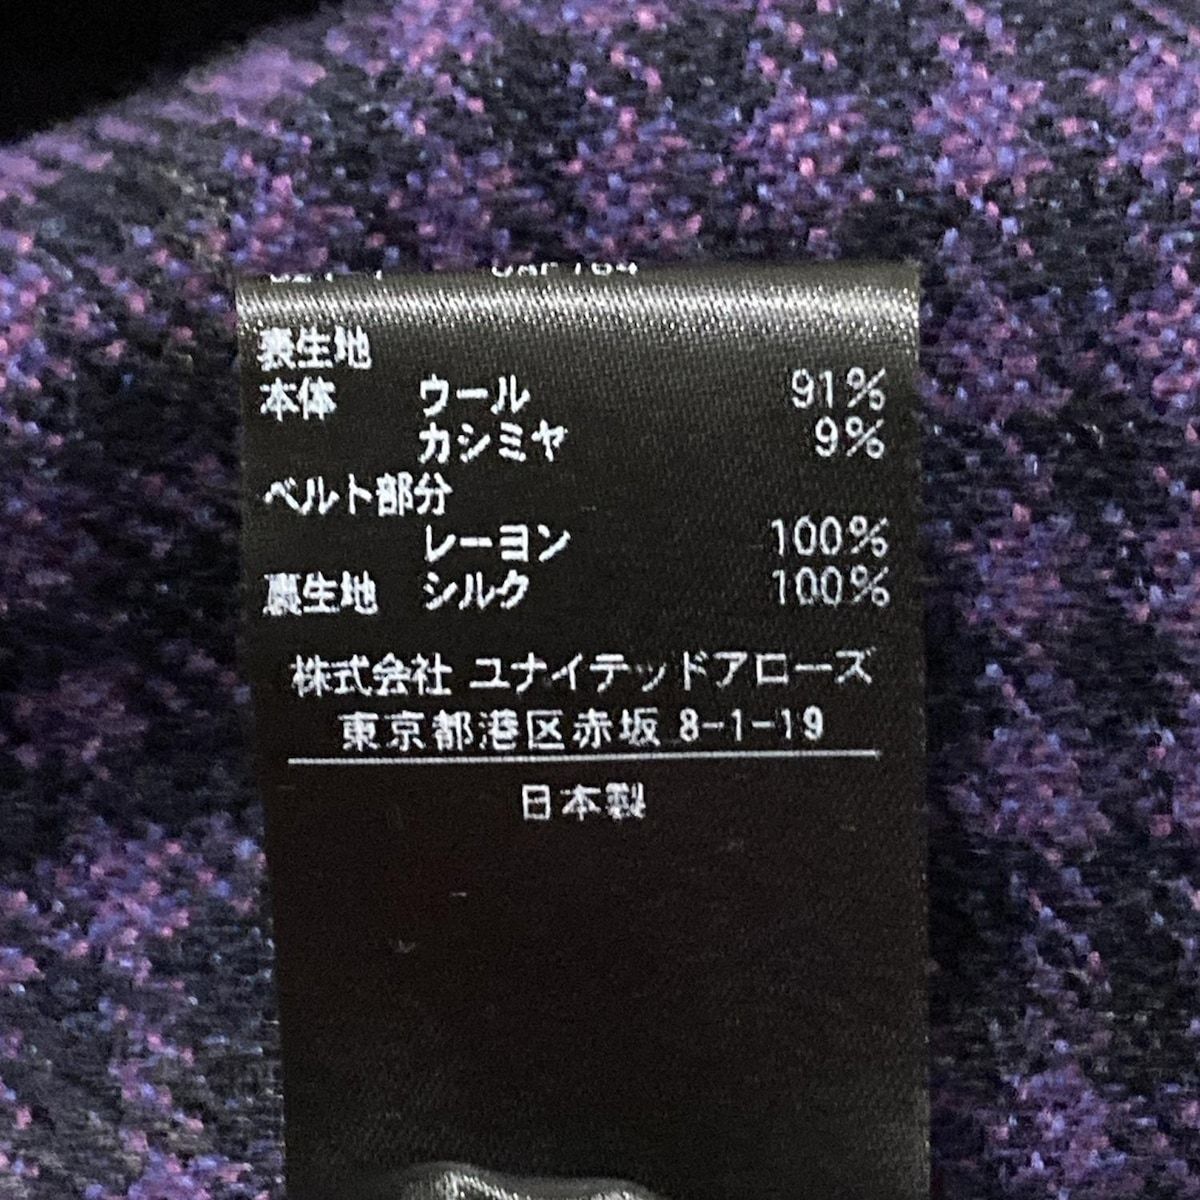 表生地
本体 ウール 91%
カシミヤ 9%
ベルト部分
レーヨン 100%
裏生地 シルク 100%
株式会社 ユナイテッドアローズ
東京都港区赤坂 8-1-19
日本製